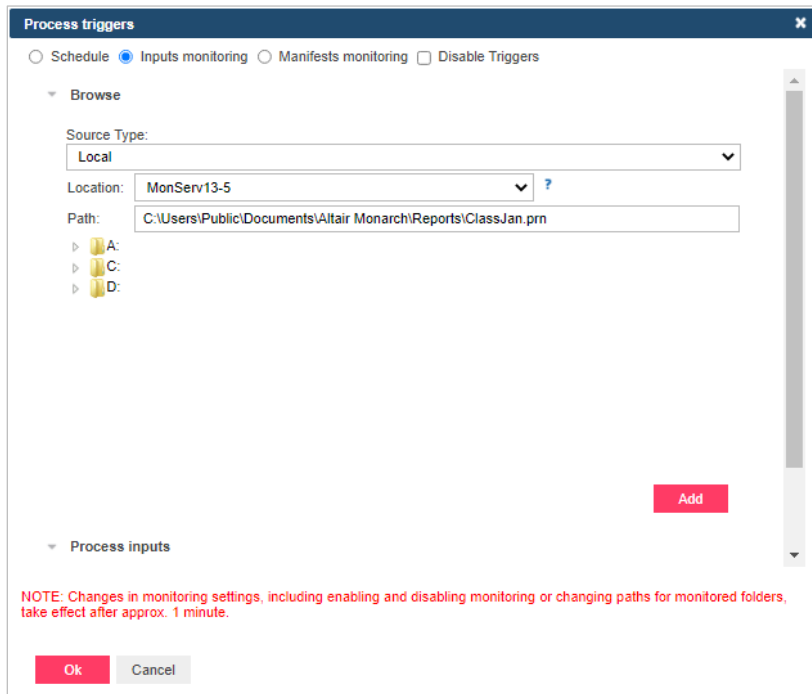 Process triggers
Schedule Inputs monitoring Manifests monitoring Disable Triggers
Browse
Source Type:
Local
Location: MonServ13-5 ?
Path: C:\Users\Public\Documents\Altair Monarch\Reports\ClassJan.prn
A:
C:
D:
Add
Process inputs
NOTE: Changes in monitoring settings, including enabling and disabling monitoring or changing paths for monitored folders,
take effect after approx. 1 minute.
Ok Cancel